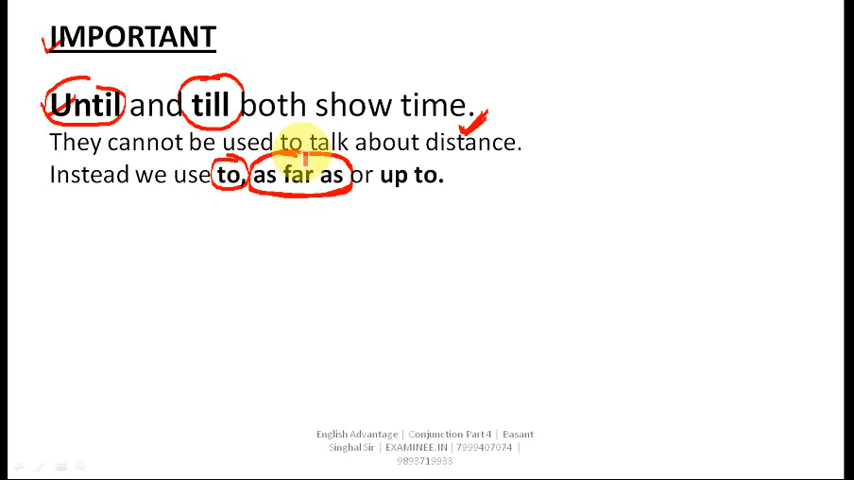 IMPORTANT
Until and till both show time.
They cannot be used to talk about distance.
Instead we use to, as far as or up to.
English Advantage | Conjunction Part 4 | Basant
Singhal Sir | EXAMINEE.IN | 7999407074 |
9893719933